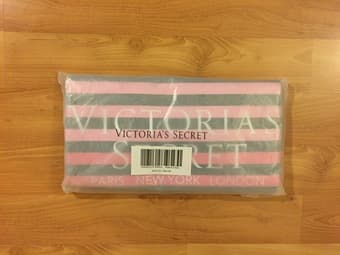 VICTORIA'S
VICTORIA'S SECRET
SECRET
PARIS NEW YORK LONDON